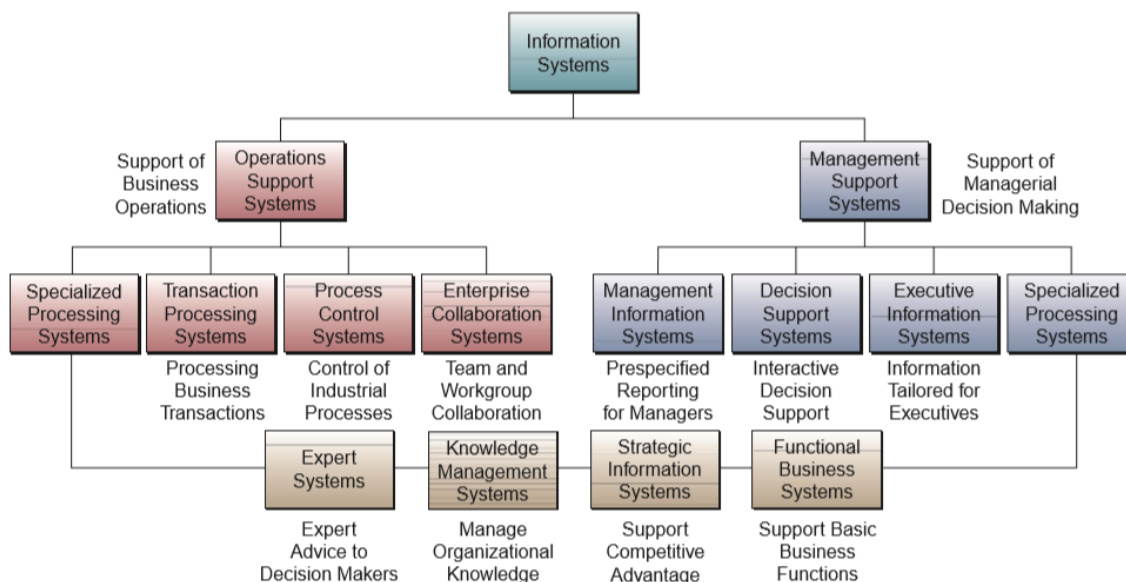 Information
Systems
Support of
Business
Operations
Operations
Support
Systems
Management
Support
Systems
Support of
Managerial
Decision Making
Specialized
Processing
Systems
Transaction
Processing
Systems
Process
Control
Systems
Enterprise
Collaboration
Systems
Management
Information
Systems
Decision
Support
Systems
Executive
Information
Systems
Specialized
Processing
Systems
Processing
Business
Transactions
Control of
Industrial
Processes
Team and
Workgroup
Collaboration
Prespecified
Reporting
for Managers
Interactive
Decision
Support
Information
Tailored for
Executives
Expert
Systems
Knowledge
Management
Systems
Strategic
Information
Systems
Functional
Business
Systems
Expert
Advice to
Decision Makers
Manage
Organizational
Knowledge
Support
Competitive
Advantage
Support Basic
Business
Functions